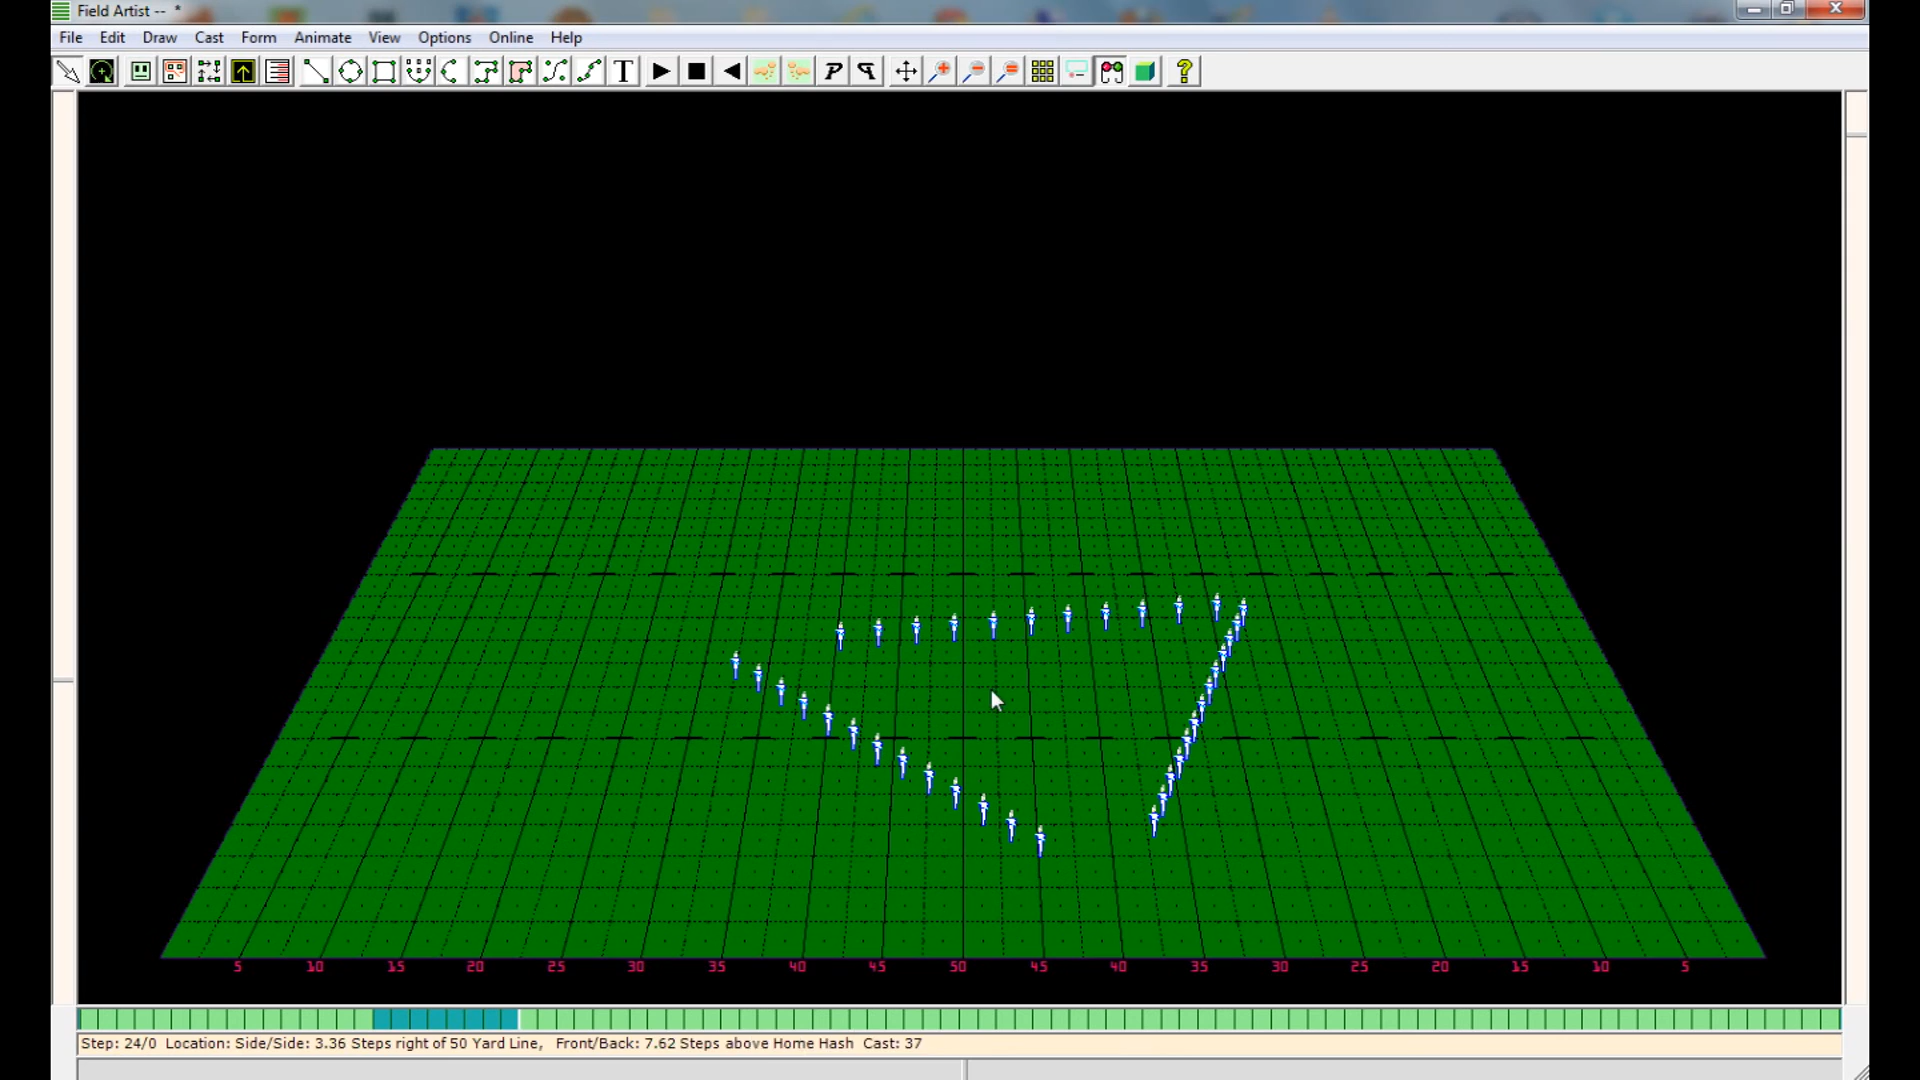 Field Artist -- *
File Edit Draw Cast Form Animate View Options Online Help
T P P ?
5 10 15 20 25 30 35 40 45 50 45 40 35 30 25 20 15 10 5
Step: 24/0 Location: Side/Side: 3.36 Steps right of 50 Yard Line, Front/Back: 7.62 Steps above Home Hash Cast: 37